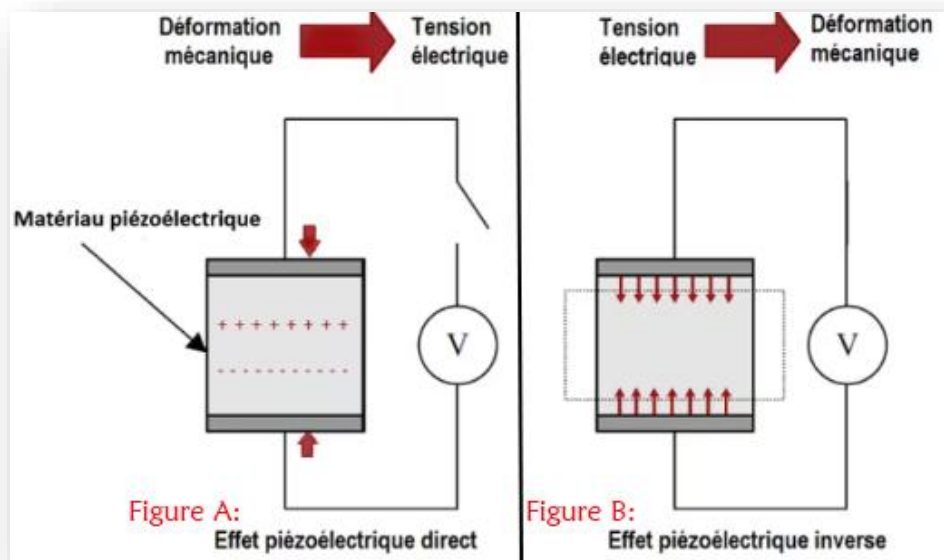 Déformation
mécanique
Tension
électrique
Matériau piézoélectrique
+ + + + + + + +
- - - - - - - - - -
V
Figure A:
Effet piézoélectrique direct
Tension
électrique
Déformation
mécanique
V
Figure B:
Effet piézoélectrique inverse